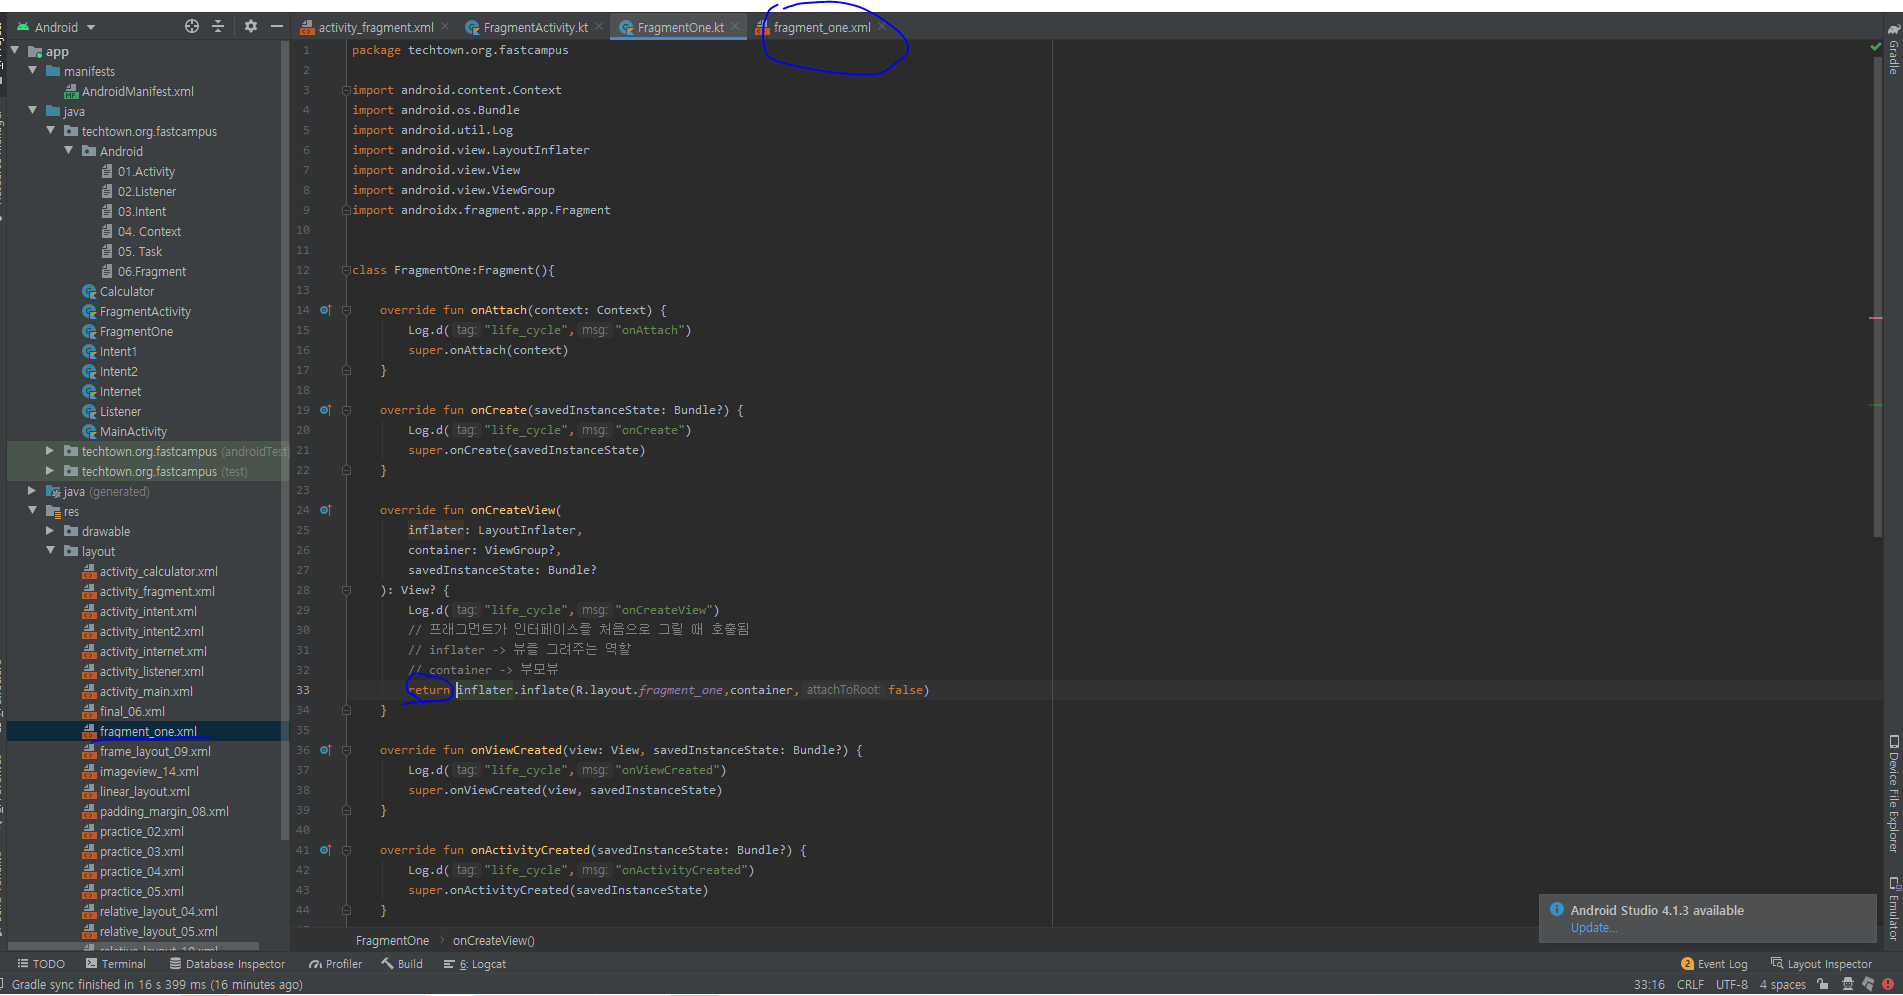 Android
activity_fragment.xml
FragmentActivity.kt
FragmentOne.kt
fragment_one.xml
app
manifests
AndroidManifest.xml
java
techtown.org.fastcampus
Android
01.Activity
02.Listener
03.Intent
04. Context
05. Task
06.Fragment
Calculator
FragmentActivity
FragmentOne
Intent1
Intent2
Internet
Listener
MainActivity
techtown.org.fastcampus (androidTest)
techtown.org.fastcampus (test)
java (generated)
res
drawable
layout
activity_calculator.xml
activity_fragment.xml
activity_intent.xml
activity_intent2.xml
activity_internet.xml
activity_listener.xml
activity_main.xml
final_06.xml
fragment_one.xml
frame_layout_09.xml
imageview_14.xml
linear_layout.xml
padding_margin_08.xml
practice_02.xml
practice_03.xml
practice_04.xml
practice_05.xml
relative_layout_04.xml
relative_layout_05.xml
1 package techtown.org.fastcampus
2
3 import android.content.Context
4 import android.os.Bundle
5 import android.util.Log
6 import android.view.LayoutInflater
7 import android.view.View
8 import android.view.ViewGroup
9 import androidx.fragment.app.Fragment
10
11
12 class FragmentOne:Fragment(){
13
14 override fun onAttach(context: Context) {
15 Log.d( tag: "life_cycle", msg: "onAttach")
16 super.onAttach(context)
17 }
18
19 override fun onCreate(savedInstanceState: Bundle?) {
20 Log.d( tag: "life_cycle", msg: "onCreate")
21 super.onCreate(savedInstanceState)
22 }
23
24 override fun onCreateView(
25 inflater: LayoutInflater,
26 container: ViewGroup?,
27 savedInstanceState: Bundle?
28 ): View? {
29 Log.d( tag: "life_cycle", msg: "onCreateView")
30 // 프래그먼트가 인터페이스를 처음으로 그릴 때 호출됨
31 // inflater -> 뷰를 그려주는 역할
32 // container -> 부모뷰
33 return inflater.inflate(R.layout.fragment_one,container, attachToRoot: false)
34 }
35
36 override fun onViewCreated(view: View, savedInstanceState: Bundle?) {
37 Log.d( tag: "life_cycle", msg: "onViewCreated")
38 super.onViewCreated(view, savedInstanceState)
39 }
40
41 override fun onActivityCreated(savedInstanceState: Bundle?) {
42 Log.d( tag: "life_cycle", msg: "onActivityCreated")
43 super.onActivityCreated(savedInstanceState)
44 }
FragmentOne > onCreateView()
Gradle
Device File Explorer
Emulator
Android Studio 4.1.3 available
Update...
TODO
Terminal
Database Inspector
Profiler
Build
6: Logcat
2 Event Log
Layout Inspector
Gradle sync finished in 16 s 399 ms (16 minutes ago)
33:16 CRLF UTF-8 4 spaces